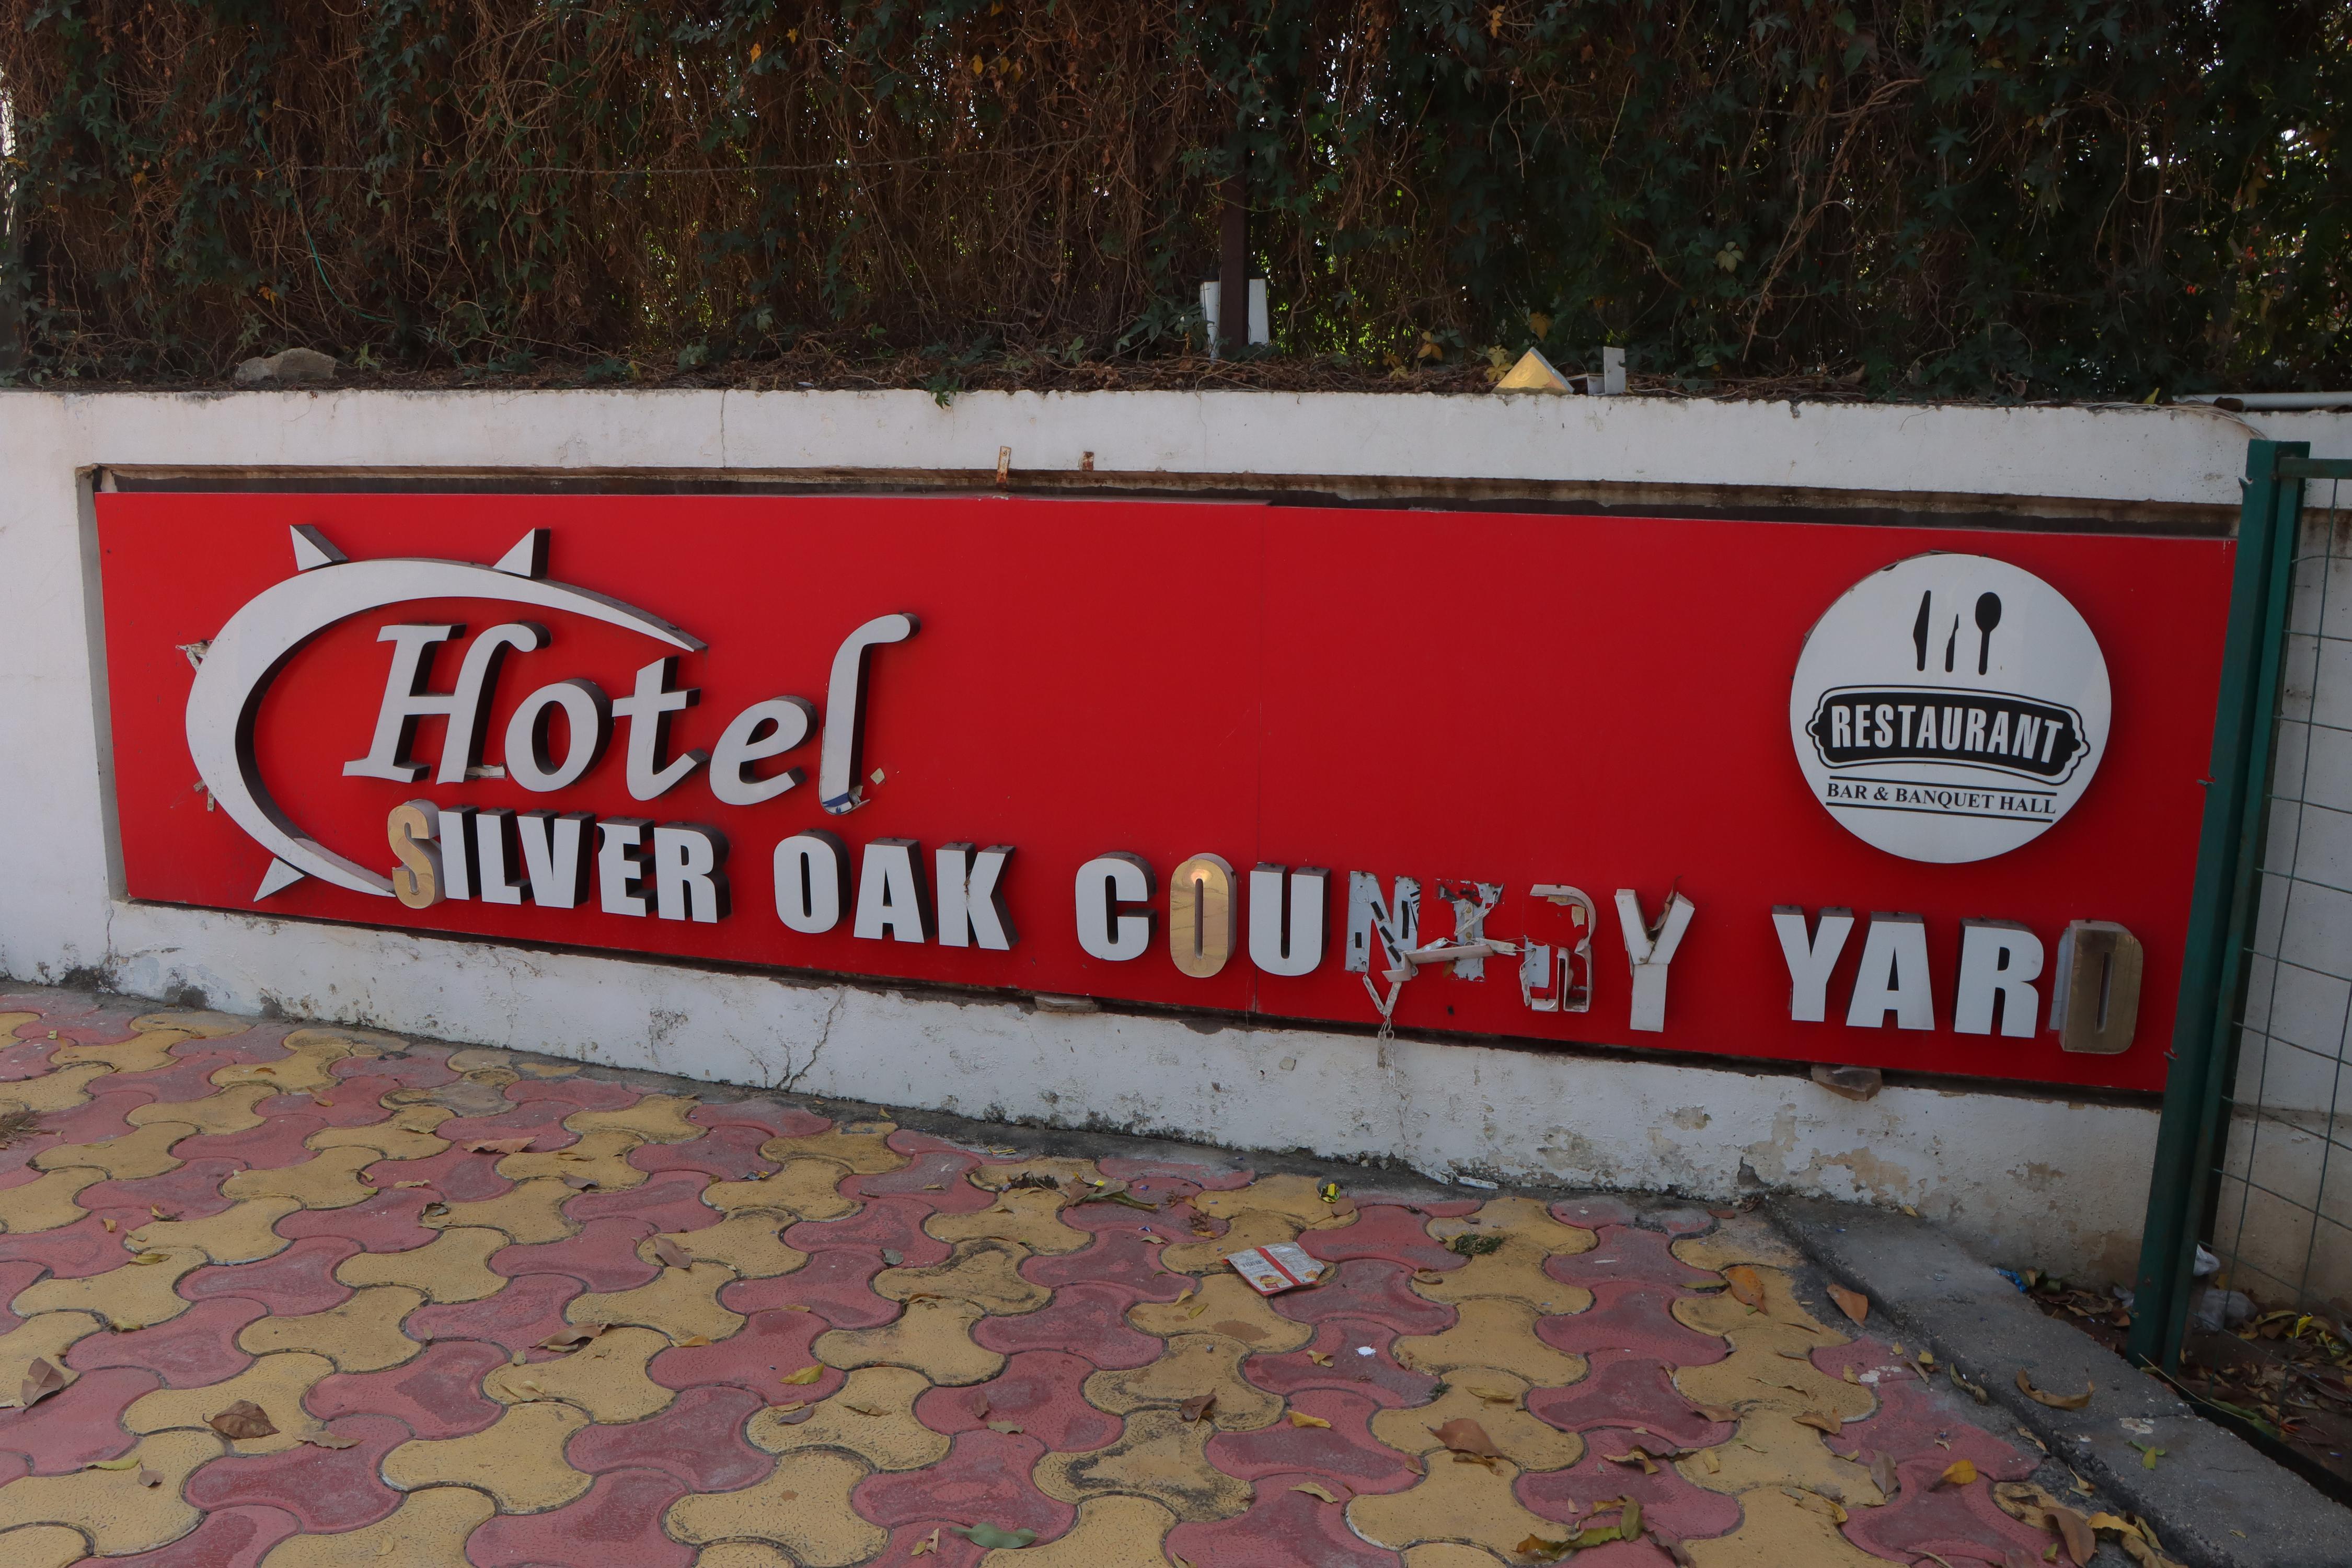 Hotel
SILVER OAK COUNTRY YARD
RESTAURANT
BAR & BANQUET HALL